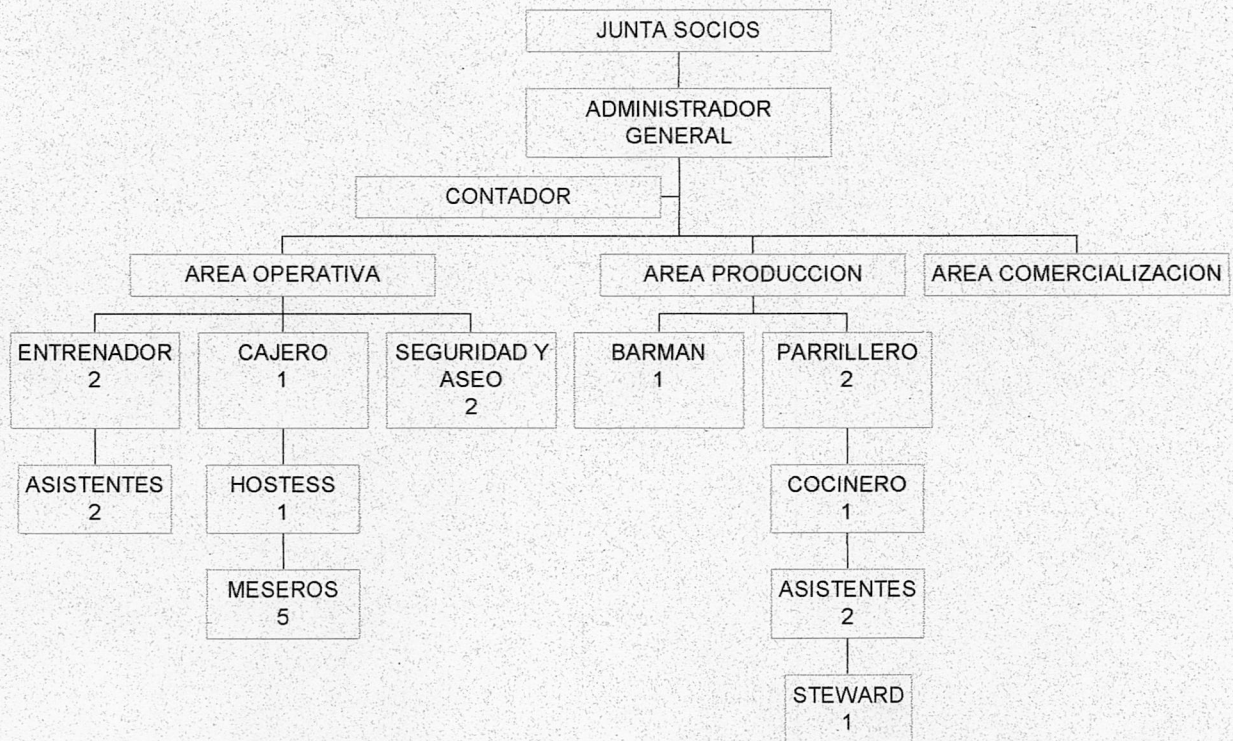 JUNTA SOCIOS
ADMINISTRADOR
GENERAL
CONTADOR
AREA OPERATIVA
AREA PRODUCCION
AREA COMERCIALIZACION
ENTRENADOR
2
CAJERO
1
SEGURIDAD Y
ASEO
2
BARMAN
1
PARRILLERO
2
ASISTENTES
2
HOSTESS
1
COCINERO
1
MESEROS
5
ASISTENTES
2
STEWARD
1